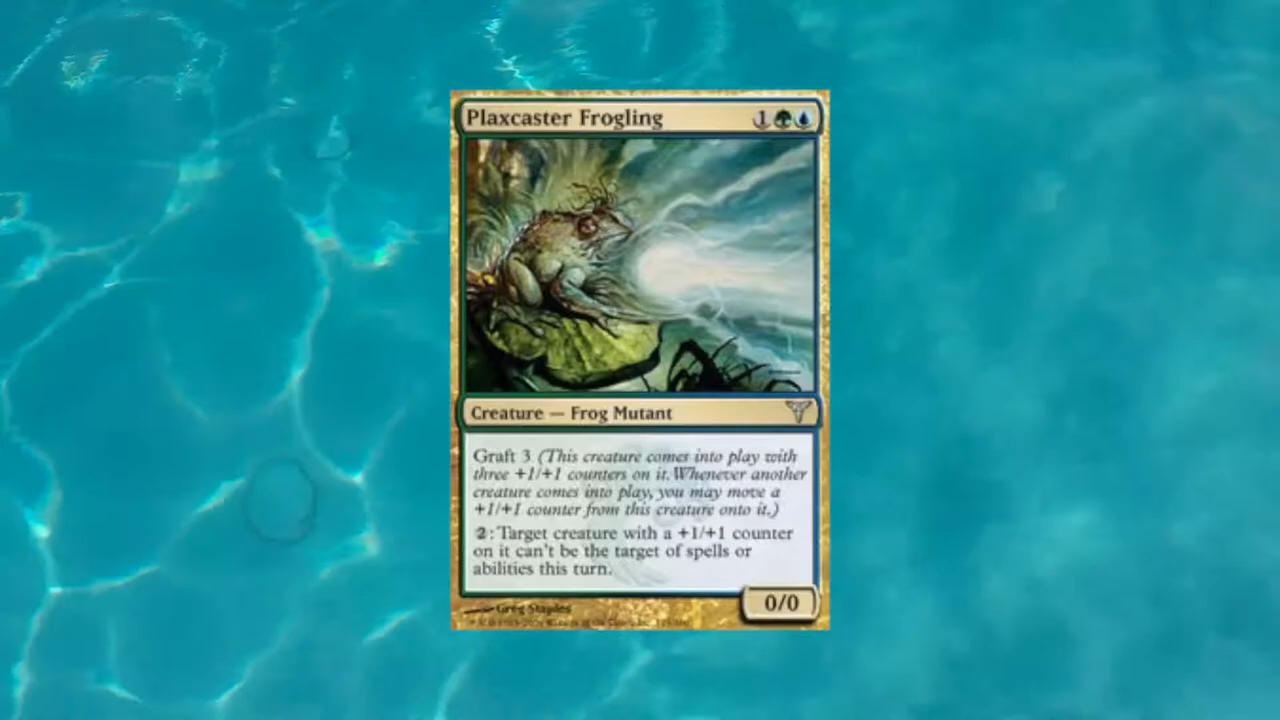 Plaxcaster Frogling 1
Creature — Frog Mutant
Graft 3 (This creature comes into play with
three +1/+1 counters on it. Whenever another
creature comes into play, you may move a
+1/+1 counter from this creature onto it.)
2: Target creature with a +1/+1 counter
on it can't be the target of spells or
abilities this turn.
0/0
Greg Staples